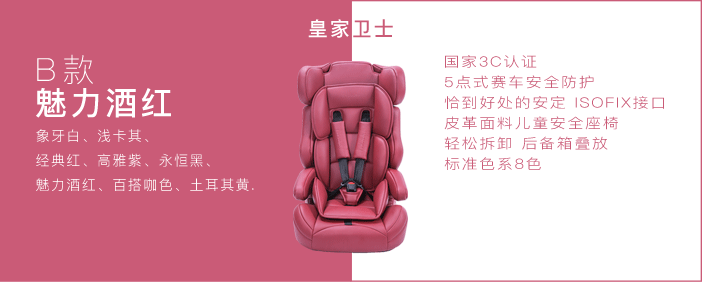 皇家卫士
B款
魅力酒红
象牙白、浅卡其、
经典红、高雅紫、永恒黑、
魅力酒红、百搭咖色、土耳其黄.
国家3C认证
5点式赛车安全防护
恰到好处的安定 ISOFIX接口
皮革面料儿童安全座椅
轻松拆卸 后备箱叠放
标准色系8色